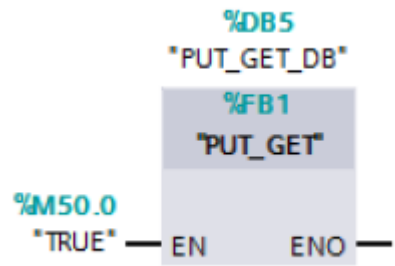 %DB5
"PUT_GET_DB"
%FB1
"PUT_GET"
%M50.0
"TRUE"
EN ENO